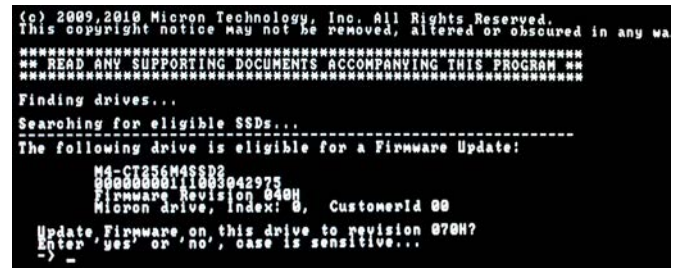 (c) 2009,2010 Micron Technology, Inc. All Rights Reserved.
This copyright notice may not be removed, altered or obscured in any wa
*********************************************************
** READ ANY SUPPORTING DOCUMENTS ACCOMPANYING THIS PROGRAM **
*********************************************************
Finding drives...
Searching for eligible SSDs...
---------------------------------------------------------
The following drive is eligible for a Firmware Update:
M4-CT256M4SSD2
00000000111003042975
Firmware Revision 040H
Micron drive, Index: 0, CustomerId 00
Update Firmware on this drive to revision 070H?
Enter 'yes' or 'no', case is sensitive...
-> _